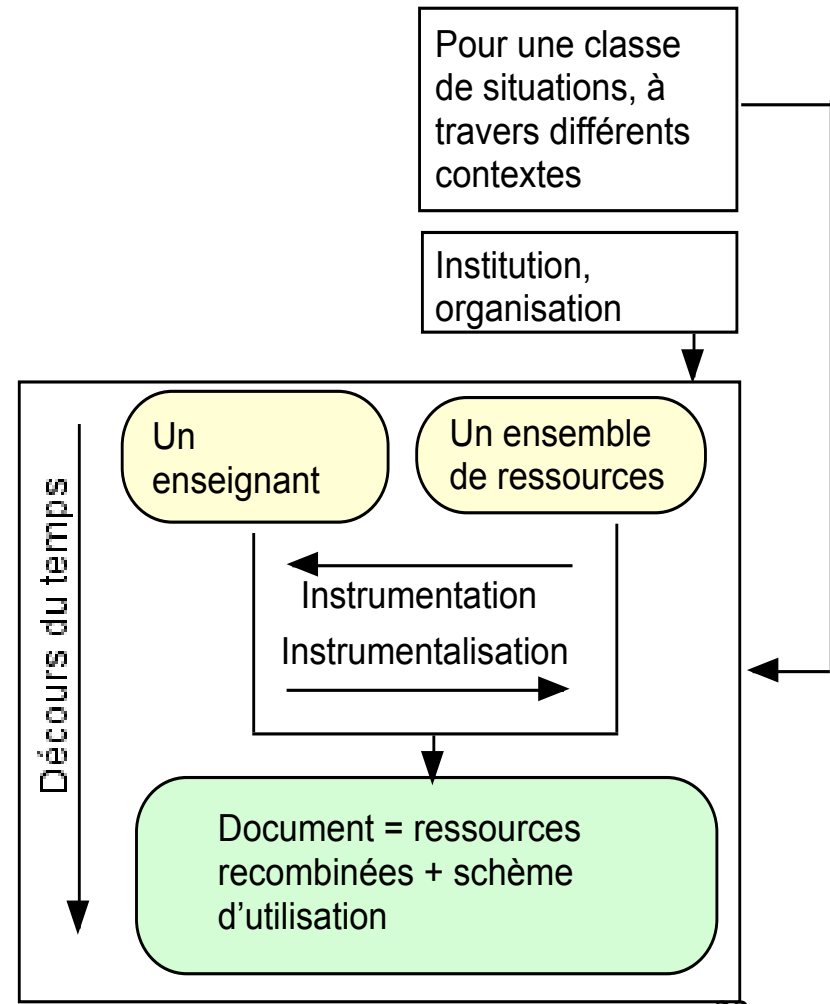 Pour une classe
de situations, à
travers différents
contextes
Institution,
organisation
Un
enseignant
Un ensemble
de ressources
Décours du temps
Instrumentation
Instrumentalisation
Document = ressources
recombinées + schème
d’utilisation